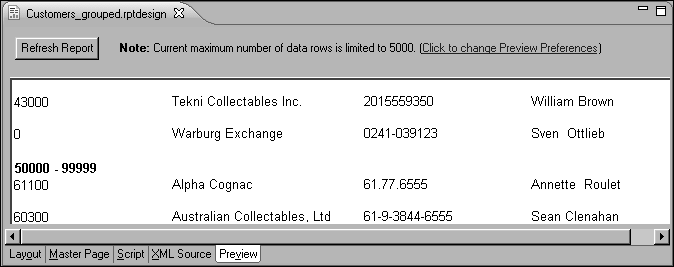 Customers_grouped.rptdesign
Refresh Report Note: Current maximum number of data rows is limited to 5000. (Click to change Preview Preferences)
43000 Tekni Collectables Inc. 2015559350 William Brown
0 Warburg Exchange 0241-039123 Sven Ottlieb
50000 - 99999
61100 Alpha Cognac 61.77.6555 Annette Roulet
60300 Australian Collectables, Ltd 61-9-3844-6555 Sean Clenahan
Layout Master Page Script XML Source Preview